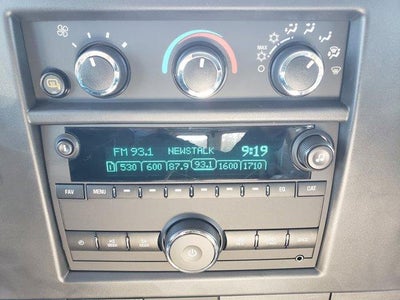 MAX
FM 93.1 NEWSTALK 9:19
1 530 600 87.9 93.1 1600 1710
FAV MENU EQ CAT